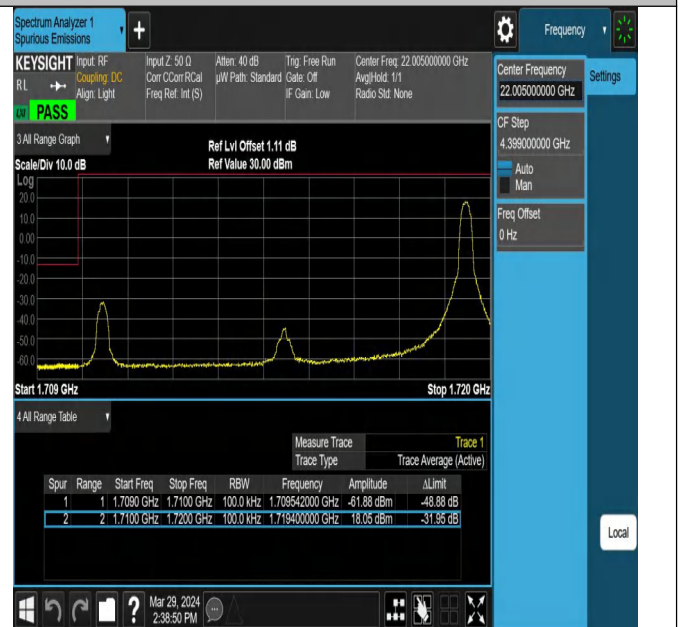 Spectrum Analyzer 1
Spurious Emissions
+
Frequency
KEYSIGHT Input: RF Input Z: 50 Ω Atten: 40 dB Trig: Free Run Center Freq: 22.005000000 GHz
RL Coupling: DC Corr CCorr RCal µW Path: Standard Gate: Off Avg|Hold: 1/1
Align: Light Freq Ref: Int (S) IF Gain: Low Radio Std: None
PASS
Center Frequency
22.005000000 GHz
Settings
CF Step
4.399000000 GHz
Auto
Man
Freq Offset
0 Hz
3 All Range Graph
Ref Lvl Offset 1.11 dB
Scale/Div 10.0 dB Ref Value 30.00 dBm
Log
20.0
10.0
0.00
-10.0
-20.0
-30.0
-40.0
-50.0
-60.0
Start 1.709 GHz Stop 1.720 GHz
4 All Range Table
Measure Trace Trace 1
Trace Type Trace Average (Active)
Spur Range Start Freq Stop Freq RBW Frequency Amplitude ΔLimit
1 1 1.7090 GHz 1.7100 GHz 100.0 kHz 1.709542000 GHz -61.88 dBm -48.88 dB
2 2 1.7100 GHz 1.7200 GHz 100.0 kHz 1.719400000 GHz 18.05 dBm -31.95 dB
Local
? Mar 29, 2024
2:38:50 PM